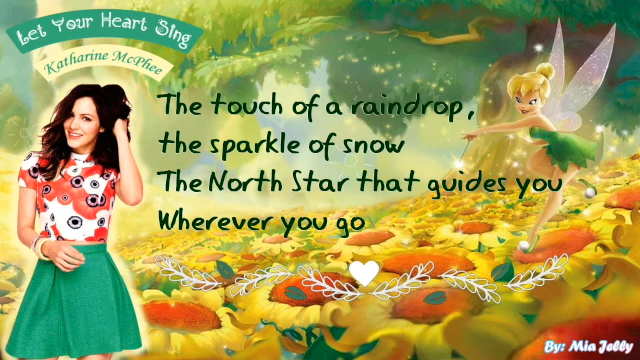 Let Your Heart Sing
Katharine McPhee
The touch of a raindrop,
the sparkle of snow
The North Star that guides you
Wherever you go
By: Mia Jelly